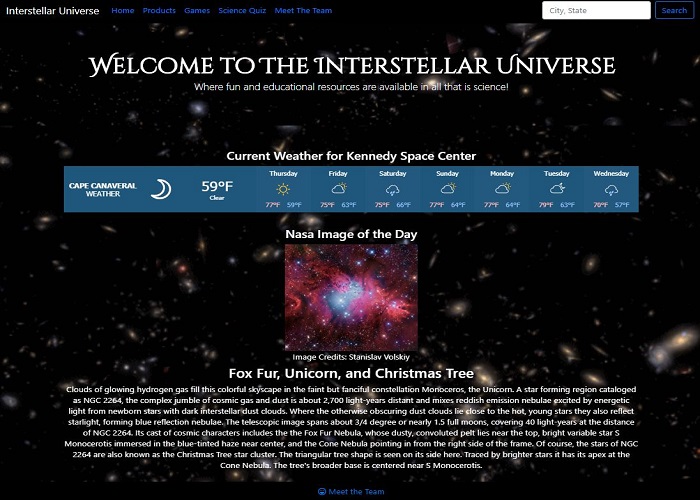 Interstellar Universe Home Products Games Science Quiz Meet The Team City, State Search
Welcome to The Interstellar Universe
Where fun and educational resources are available in all that is science!
Current Weather for Kennedy Space Center
CAPE CANAVERAL
WEATHER
59°F
Clear
Thursday Friday Saturday Sunday Monday Tuesday Wednesday
77°F 59°F 75°F 63°F 75°F 66°F 77°F 64°F 77°F 64°F 79°F 63°F 70°F 57°F
Nasa Image of the Day
Image Credits: Stanislav Volskiy
Fox Fur, Unicorn, and Christmas Tree
Clouds of glowing hydrogen gas fill this colorful skyscape in the faint but fanciful constellation Monoceros, the Unicorn. A star forming region cataloged
as NGC 2264, the complex jumble of cosmic gas and dust is about 2,700 light-years distant and mixes reddish emission nebulae excited by energetic
light from newborn stars with dark interstellar dust clouds. Where the otherwise obscuring dust clouds lie close to the hot, young stars they also reflect
starlight, forming blue reflection nebulae. The telescopic image spans about 3/4 degree or nearly 1.5 full moons, covering 40 light-years at the distance
of NGC 2264. Its cast of cosmic characters includes the the Fox Fur Nebula, whose dusty, convoluted pelt lies near the top, bright variable star S
Monocerotis immersed in the blue-tinted haze near center, and the Cone Nebula pointing in from the right side of the frame. Of course, the stars of NGC
2264 are also known as the Christmas Tree star cluster. The triangular tree shape is seen on its side here. Traced by brighter stars it has its apex at the
Cone Nebula. The tree's broader base is centered near S Monocerotis.
Meet the Team